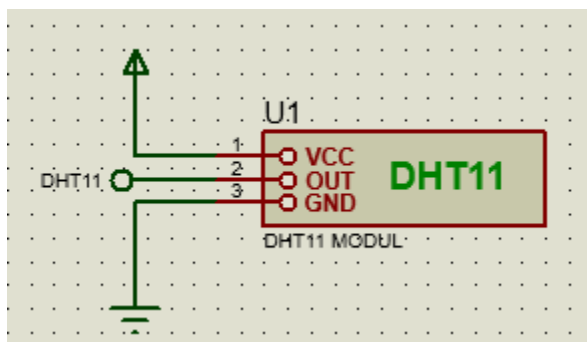 U1
1 VCC
DHT11 2 OUT DHT11
3 GND
DHT11 MODUL